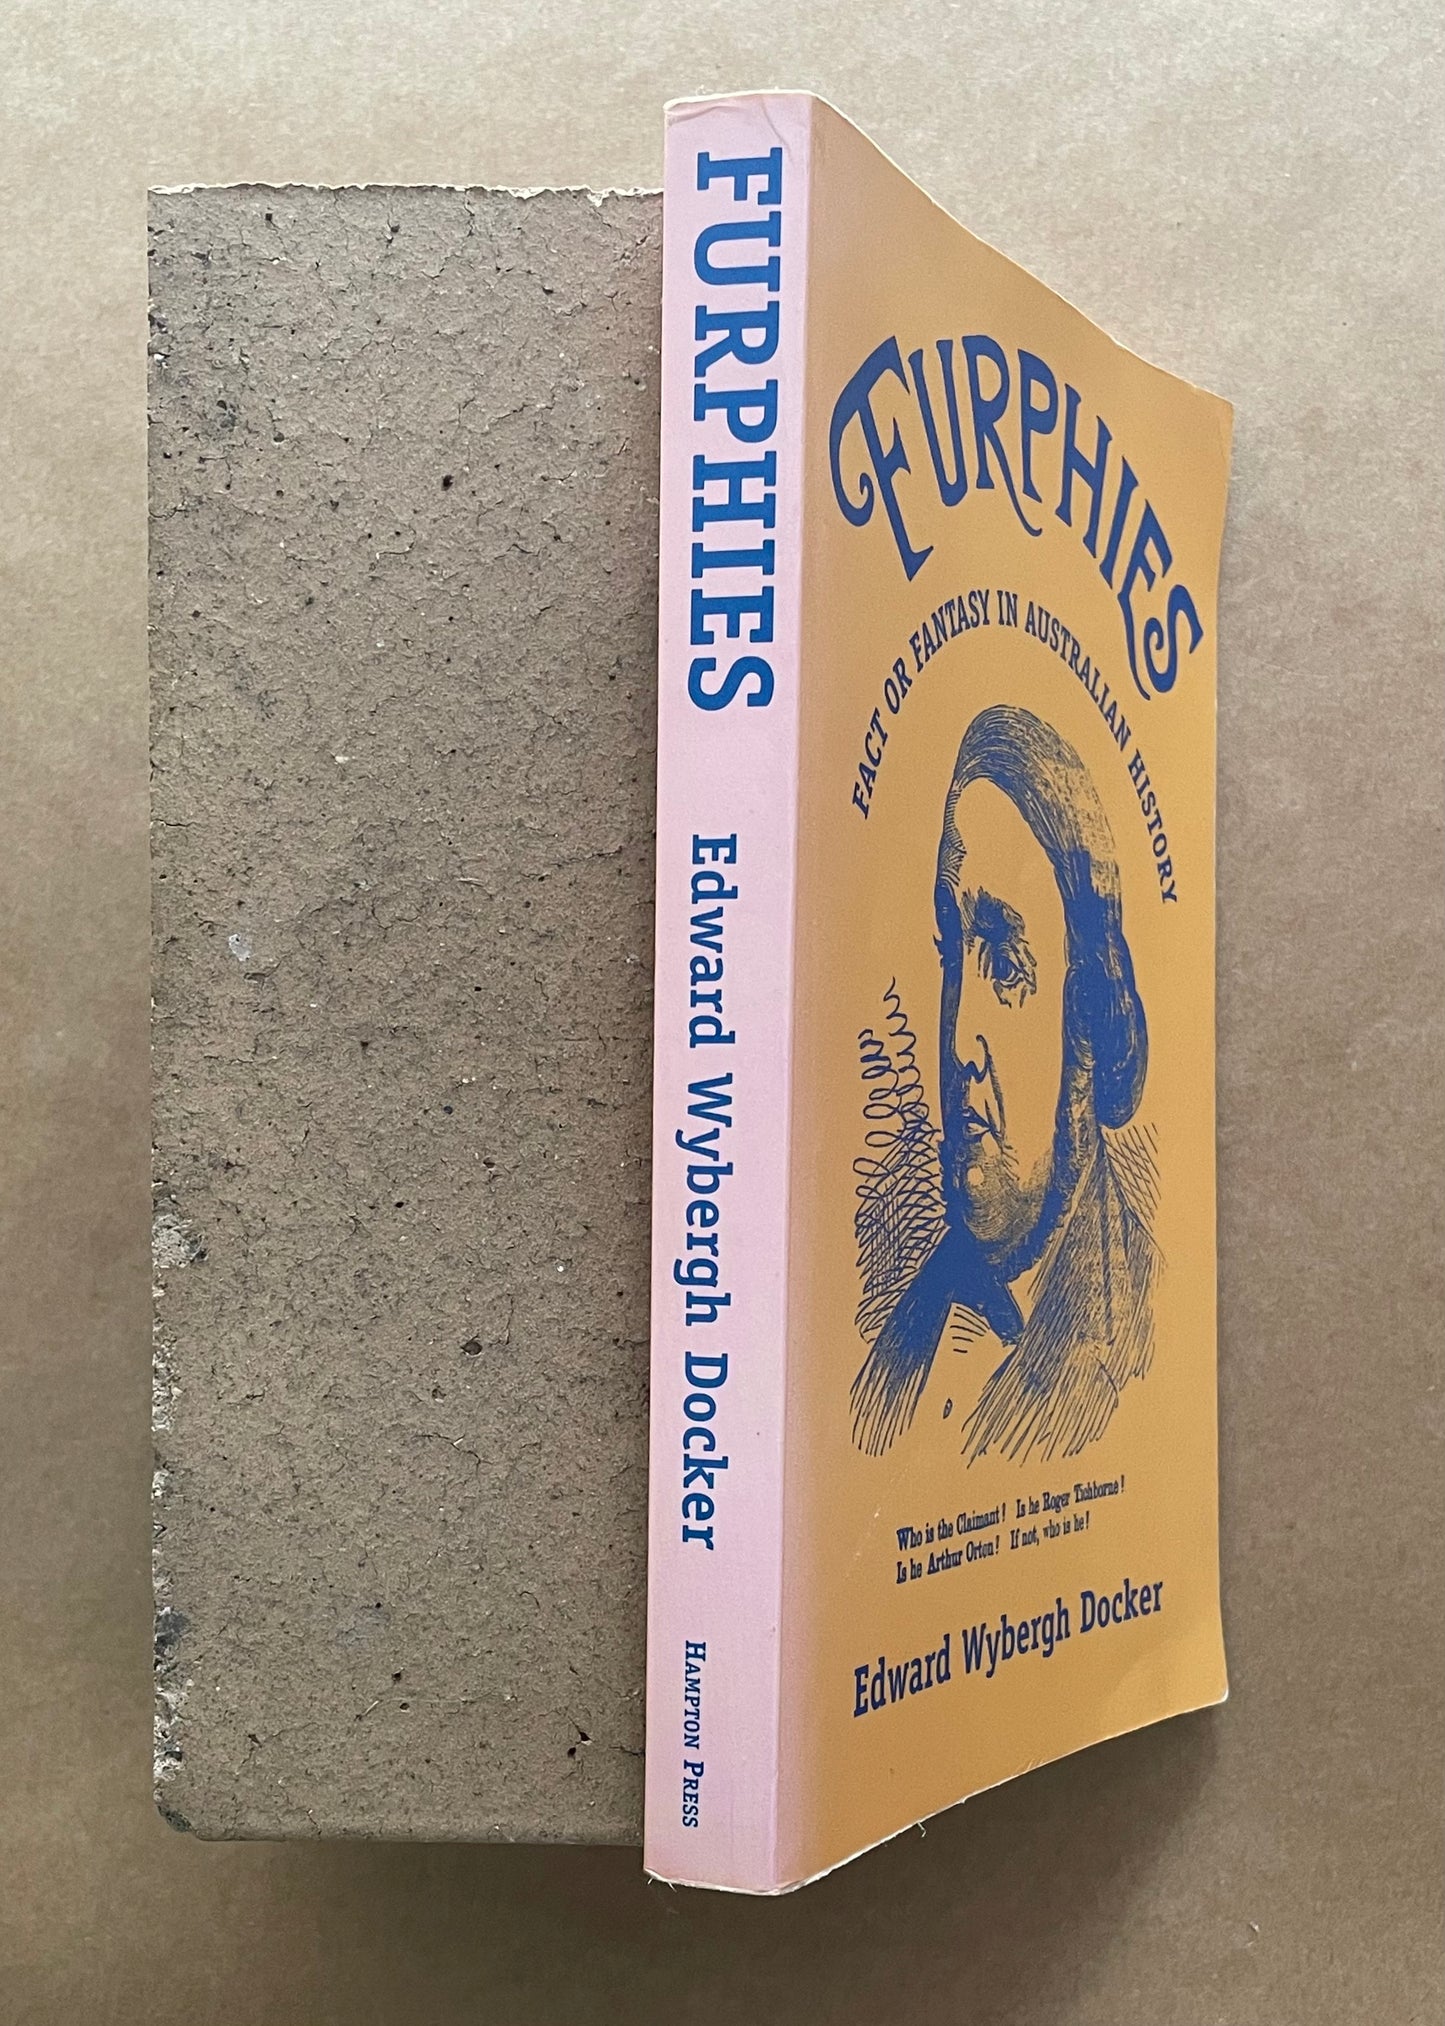 FURPHIES
Edward Wybergh Docker
HAMPTON PRESS
FURPHIES
FACT OR FANTASY IN AUSTRALIAN HISTORY
Who is the Claimant! Is he Roger Tichborne!
Is he Arthur Orton! If not, who is he!
Edward Wybergh Docker